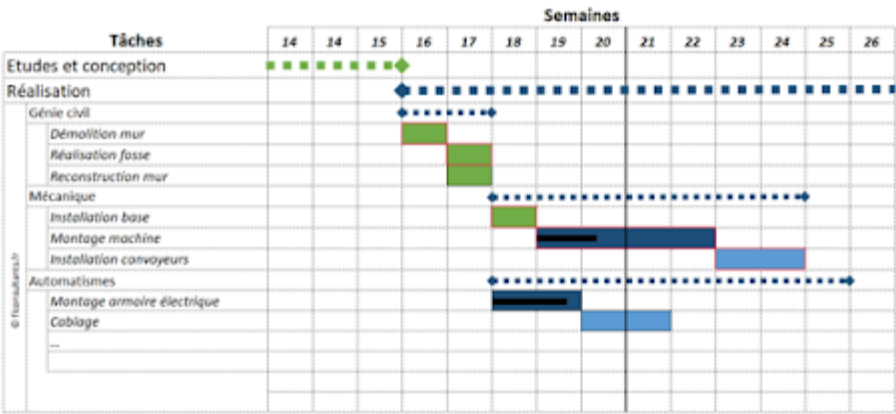 Semaines
Tâches 14 14 15 16 17 18 19 20 21 22 23 24 25 26
Etudes et conception
Réalisation
Génie civil
Démolition mur
Réalisation fosse
Reconstruction mur
Mécanique
Installation base
Montage machine
Installation convoyeurs
Automatismes
Montage armoire électrique
Cablage
...